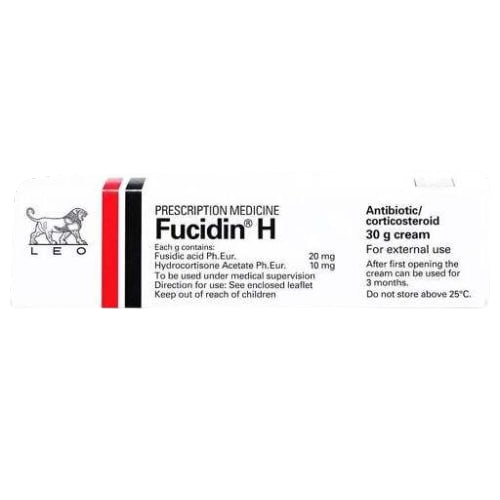 LEO
PRESCRIPTION MEDICINE
Fucidin® H
Each g contains:
Fusidic acid Ph.Eur. 20 mg
Hydrocortisone Acetate Ph.Eur. 10 mg
To be used under medical supervision
Direction for use: See enclosed leaflet
Keep out of reach of children
Antibiotic/
corticosteroid
30 g cream
For external use
After first opening the
cream can be used for
3 months.
Do not store above 25°C.